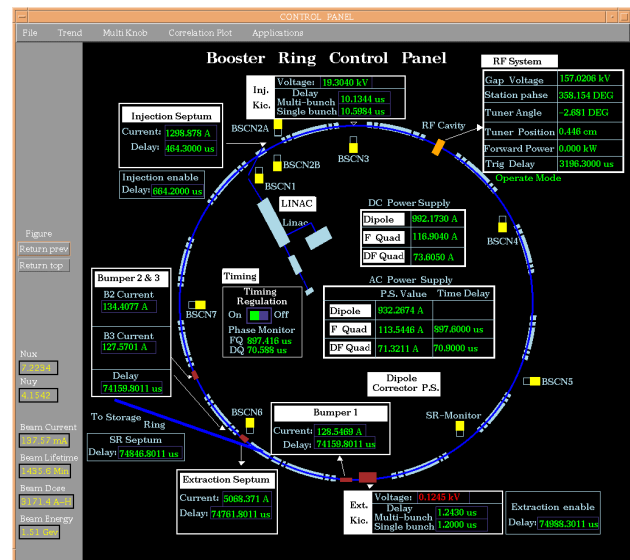 CONTROL PANEL
File Trend Multi Knob Correlation Plot Applications
Booster Ring Control Panel
RF System
Gap Voltage 157.0206 kV
Station pahse 358.154 DEG
Tuner Angle -2.681 DEG
Tuner Position 0.446 cm
Forward Power 0.000 kW
Trig Delay 3196.3000 us
Operate Mode
Inj. Kic.
Voltage: 19.3040 kV
Delay
Multi-bunch 10.1344 us
Single bunch 10.5984 us
Injection Septum
Current: 1298.878 A
Delay: 464.3000 us
Injection enable
Delay: 664.2000 us
BSCN2A
BSCN2B
BSCN1
BSCN3
RF Cavity
LINAC
Linac
DC Power Supply
Dipole 992.1730 A
F Quad 116.9040 A
DF Quad 73.6050 A
BSCN4
Figure
Return prev
Return top
Bumper 2 & 3
B2 Current
134.4077 A
B3 Current
127.5701 A
Delay
74159.8011 us
BSCN7
Timing
Timing Regulation
On Off
Phase Monitor
FQ 897.416 us
DQ 70.588 us
AC Power Supply
P.S. Value Time Delay
Dipole 932.2674 A
F Quad 113.5446 A 897.6000 us
DF Quad 71.3211 A 70.9000 us
Dipole
Corrector P.S.
BSCN5
Nux
7.2234
Nuy
4.1542
To Storage Ring
BSCN6
SR Septum
Delay: 74846.8011 us
Bumper 1
Current: 128.5469 A
Delay: 74159.8011 us
SR-Monitor
Beam Current
197.57 mA
Beam Lifetime
1435.6 Min
Beam Dose
3171.4 A-H
Beam Energy
1.51 Gev
Extraction Septum
Current: 5068.371 A
Delay: 74761.8011 us
Ext. Kic.
Voltage: 0.1245 kV
Delay
Multi-bunch 1.2430 us
Single bunch 1.2000 us
Extraction enable
Delay: 74988.3011 us